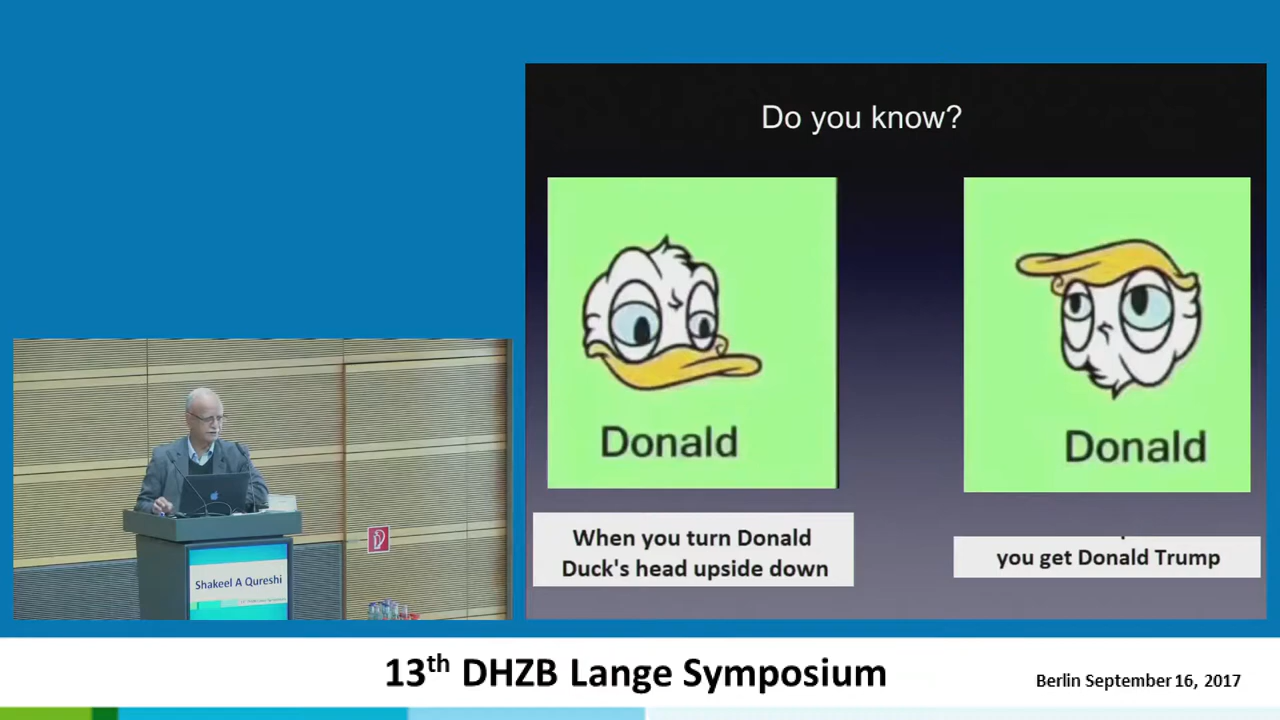 Do you know?
Donald
Donald
When you turn Donald
Duck's head upside down
you get Donald Trump
Shakeel A Qureshi
13th DHZB Lange Symposium
Berlin September 16, 2017